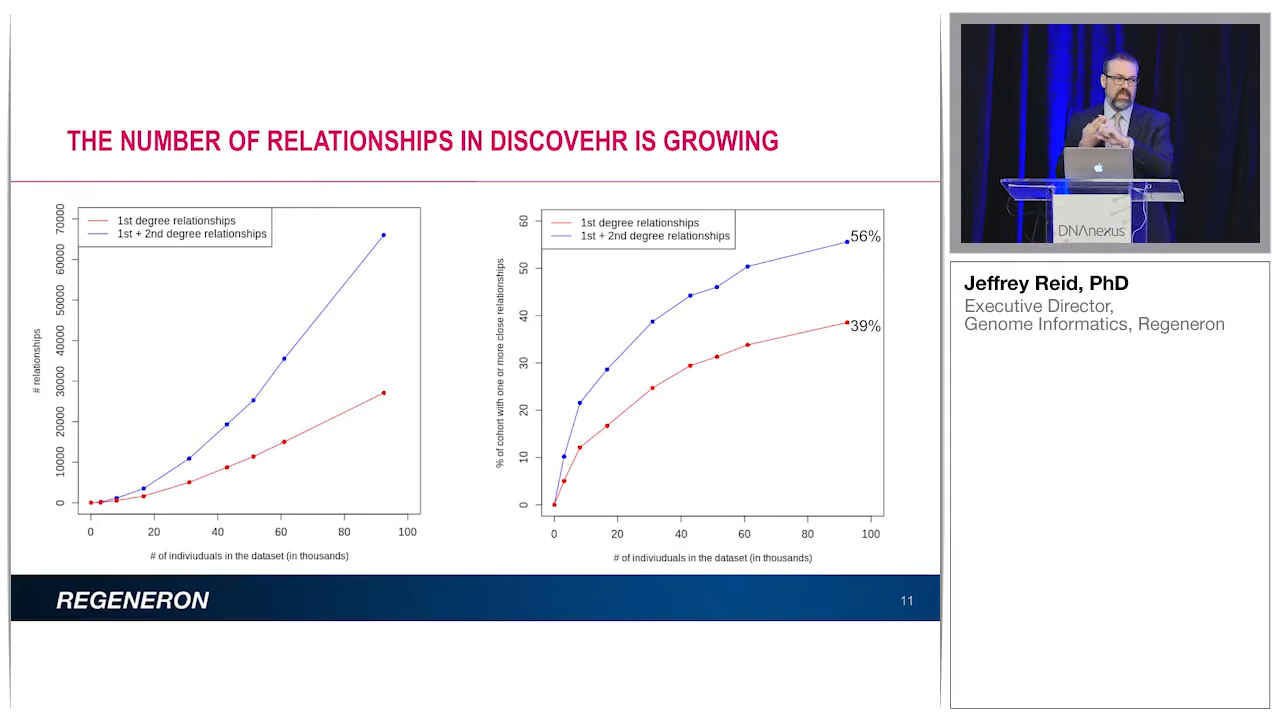 THE NUMBER OF RELATIONSHIPS IN DISCOVEHR IS GROWING
1st degree relationships
1st + 2nd degree relationships
# relationships
0
10000
20000
30000
40000
50000
60000
70000
0 20 40 60 80 100
# of indiviuduals in the dataset (in thousands)
1st degree relationships
1st + 2nd degree relationships
56%
39%
% of cohort with one or more close relationships
0
10
20
30
40
50
60
0 20 40 60 80 100
# of indiviuduals in the dataset (in thousands)
REGENERON
11
DNAnexus
Jeffrey Reid, PhD
Executive Director,
Genome Informatics, Regeneron